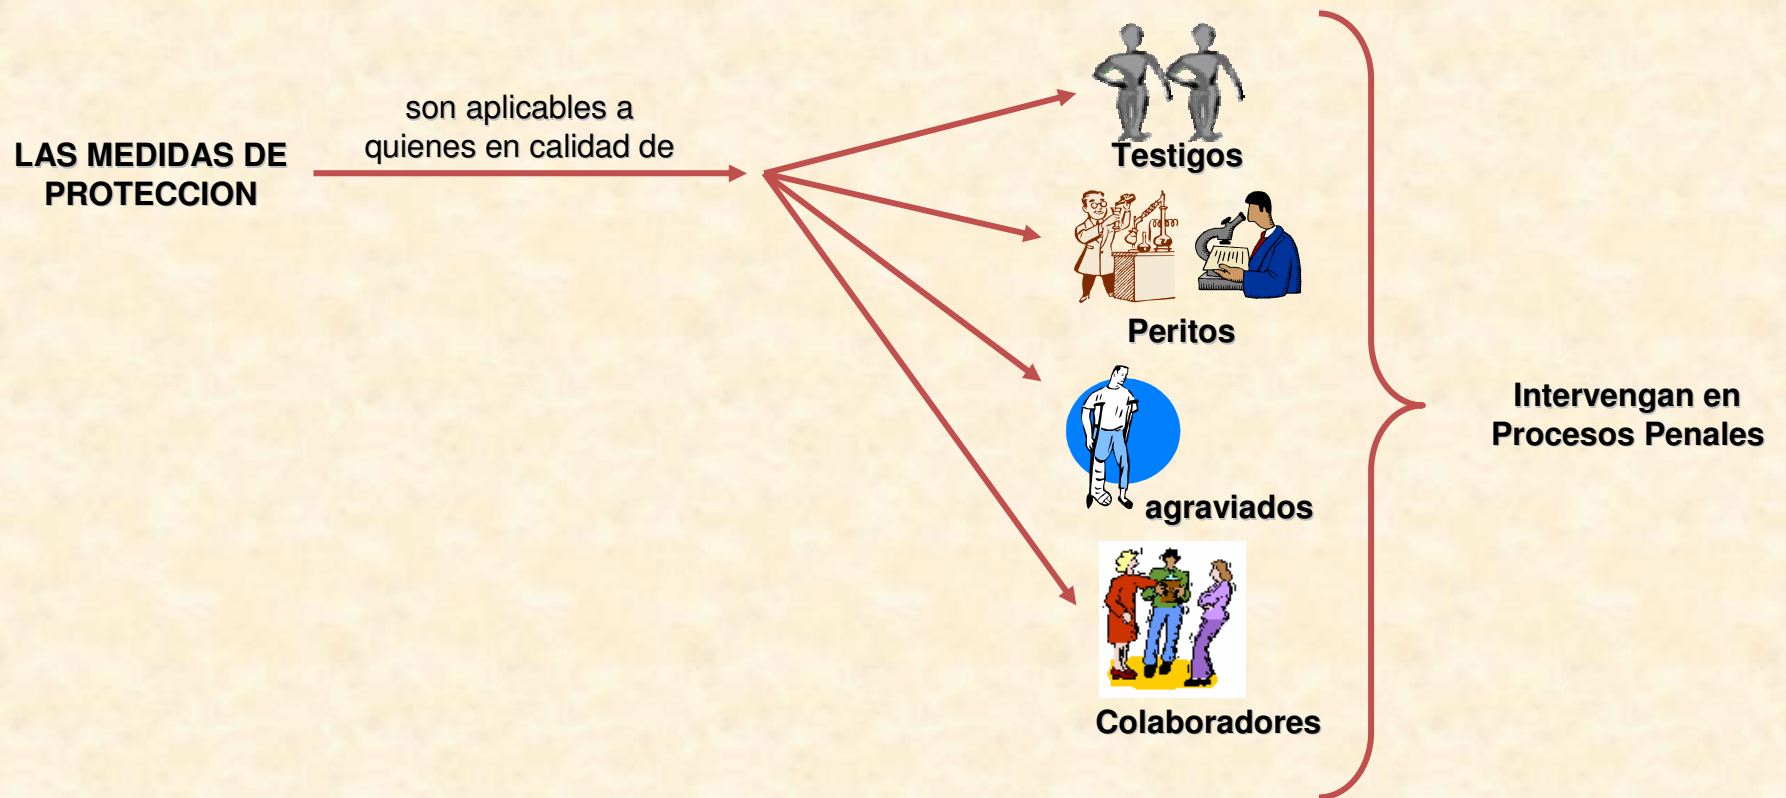 LAS MEDIDAS DE
PROTECCION
son aplicables a
quienes en calidad de
Testigos
Peritos
agraviados
Colaboradores
Intervengan en
Procesos Penales